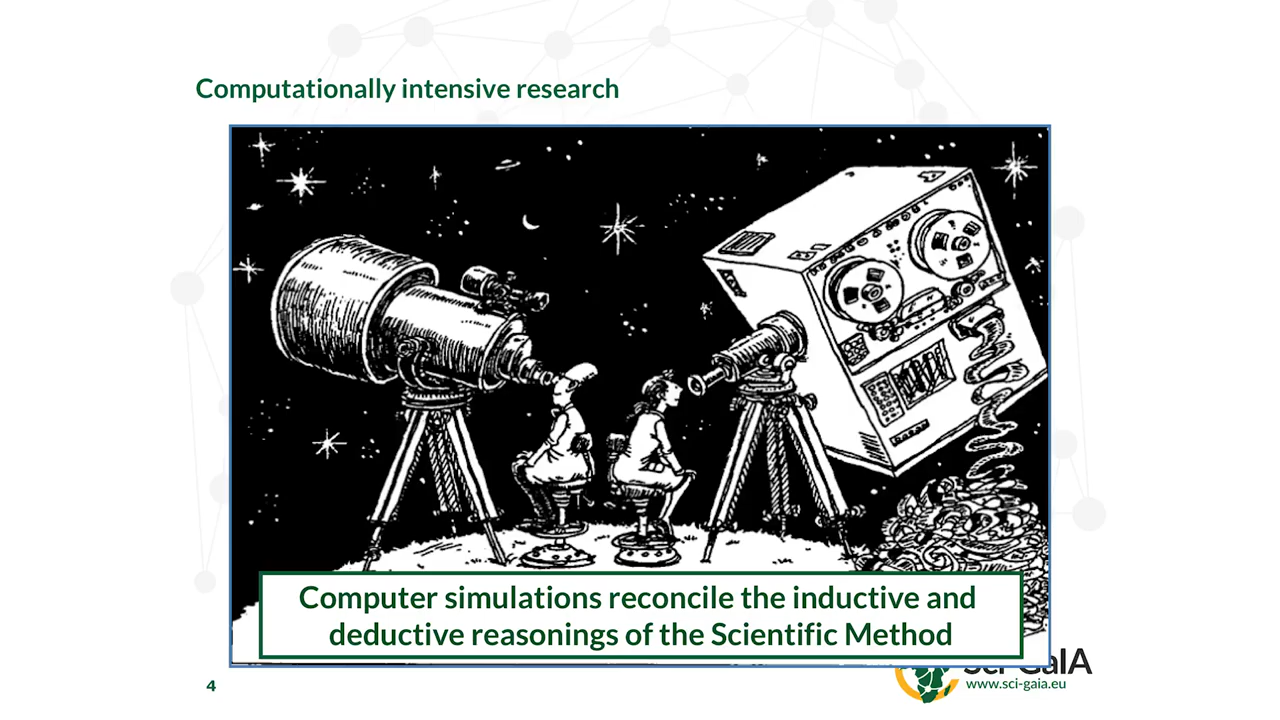 Computationally intensive research
Computer simulations reconcile the inductive and
deductive reasonings of the Scientific Method
4
Sci-GaIA
www.sci-gaia.eu